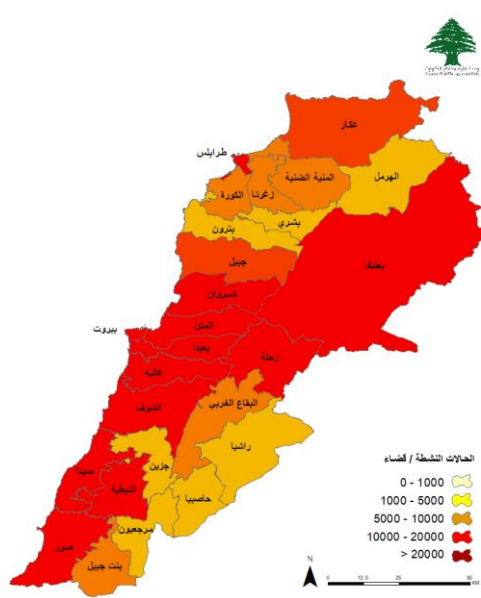 عكار
طرابلس
المنية الضنية
زغرتا
الهرمل
الكورة
بشري
بترون
بعلبك
جبيل
كسروان
المتن
بيروت
بعبدا
زحلة
عاليه
الشوف
البقاع الغربي
راشيا
جزين
صيدا
النبطية
حاصبيا
مرجعيون
صور
بنت جبيل
الحالات النشطة / قضاء
0 - 1000
1000 - 5000
5000 - 10000
10000 - 20000
> 20000
N
0 12.5 25 50
KM